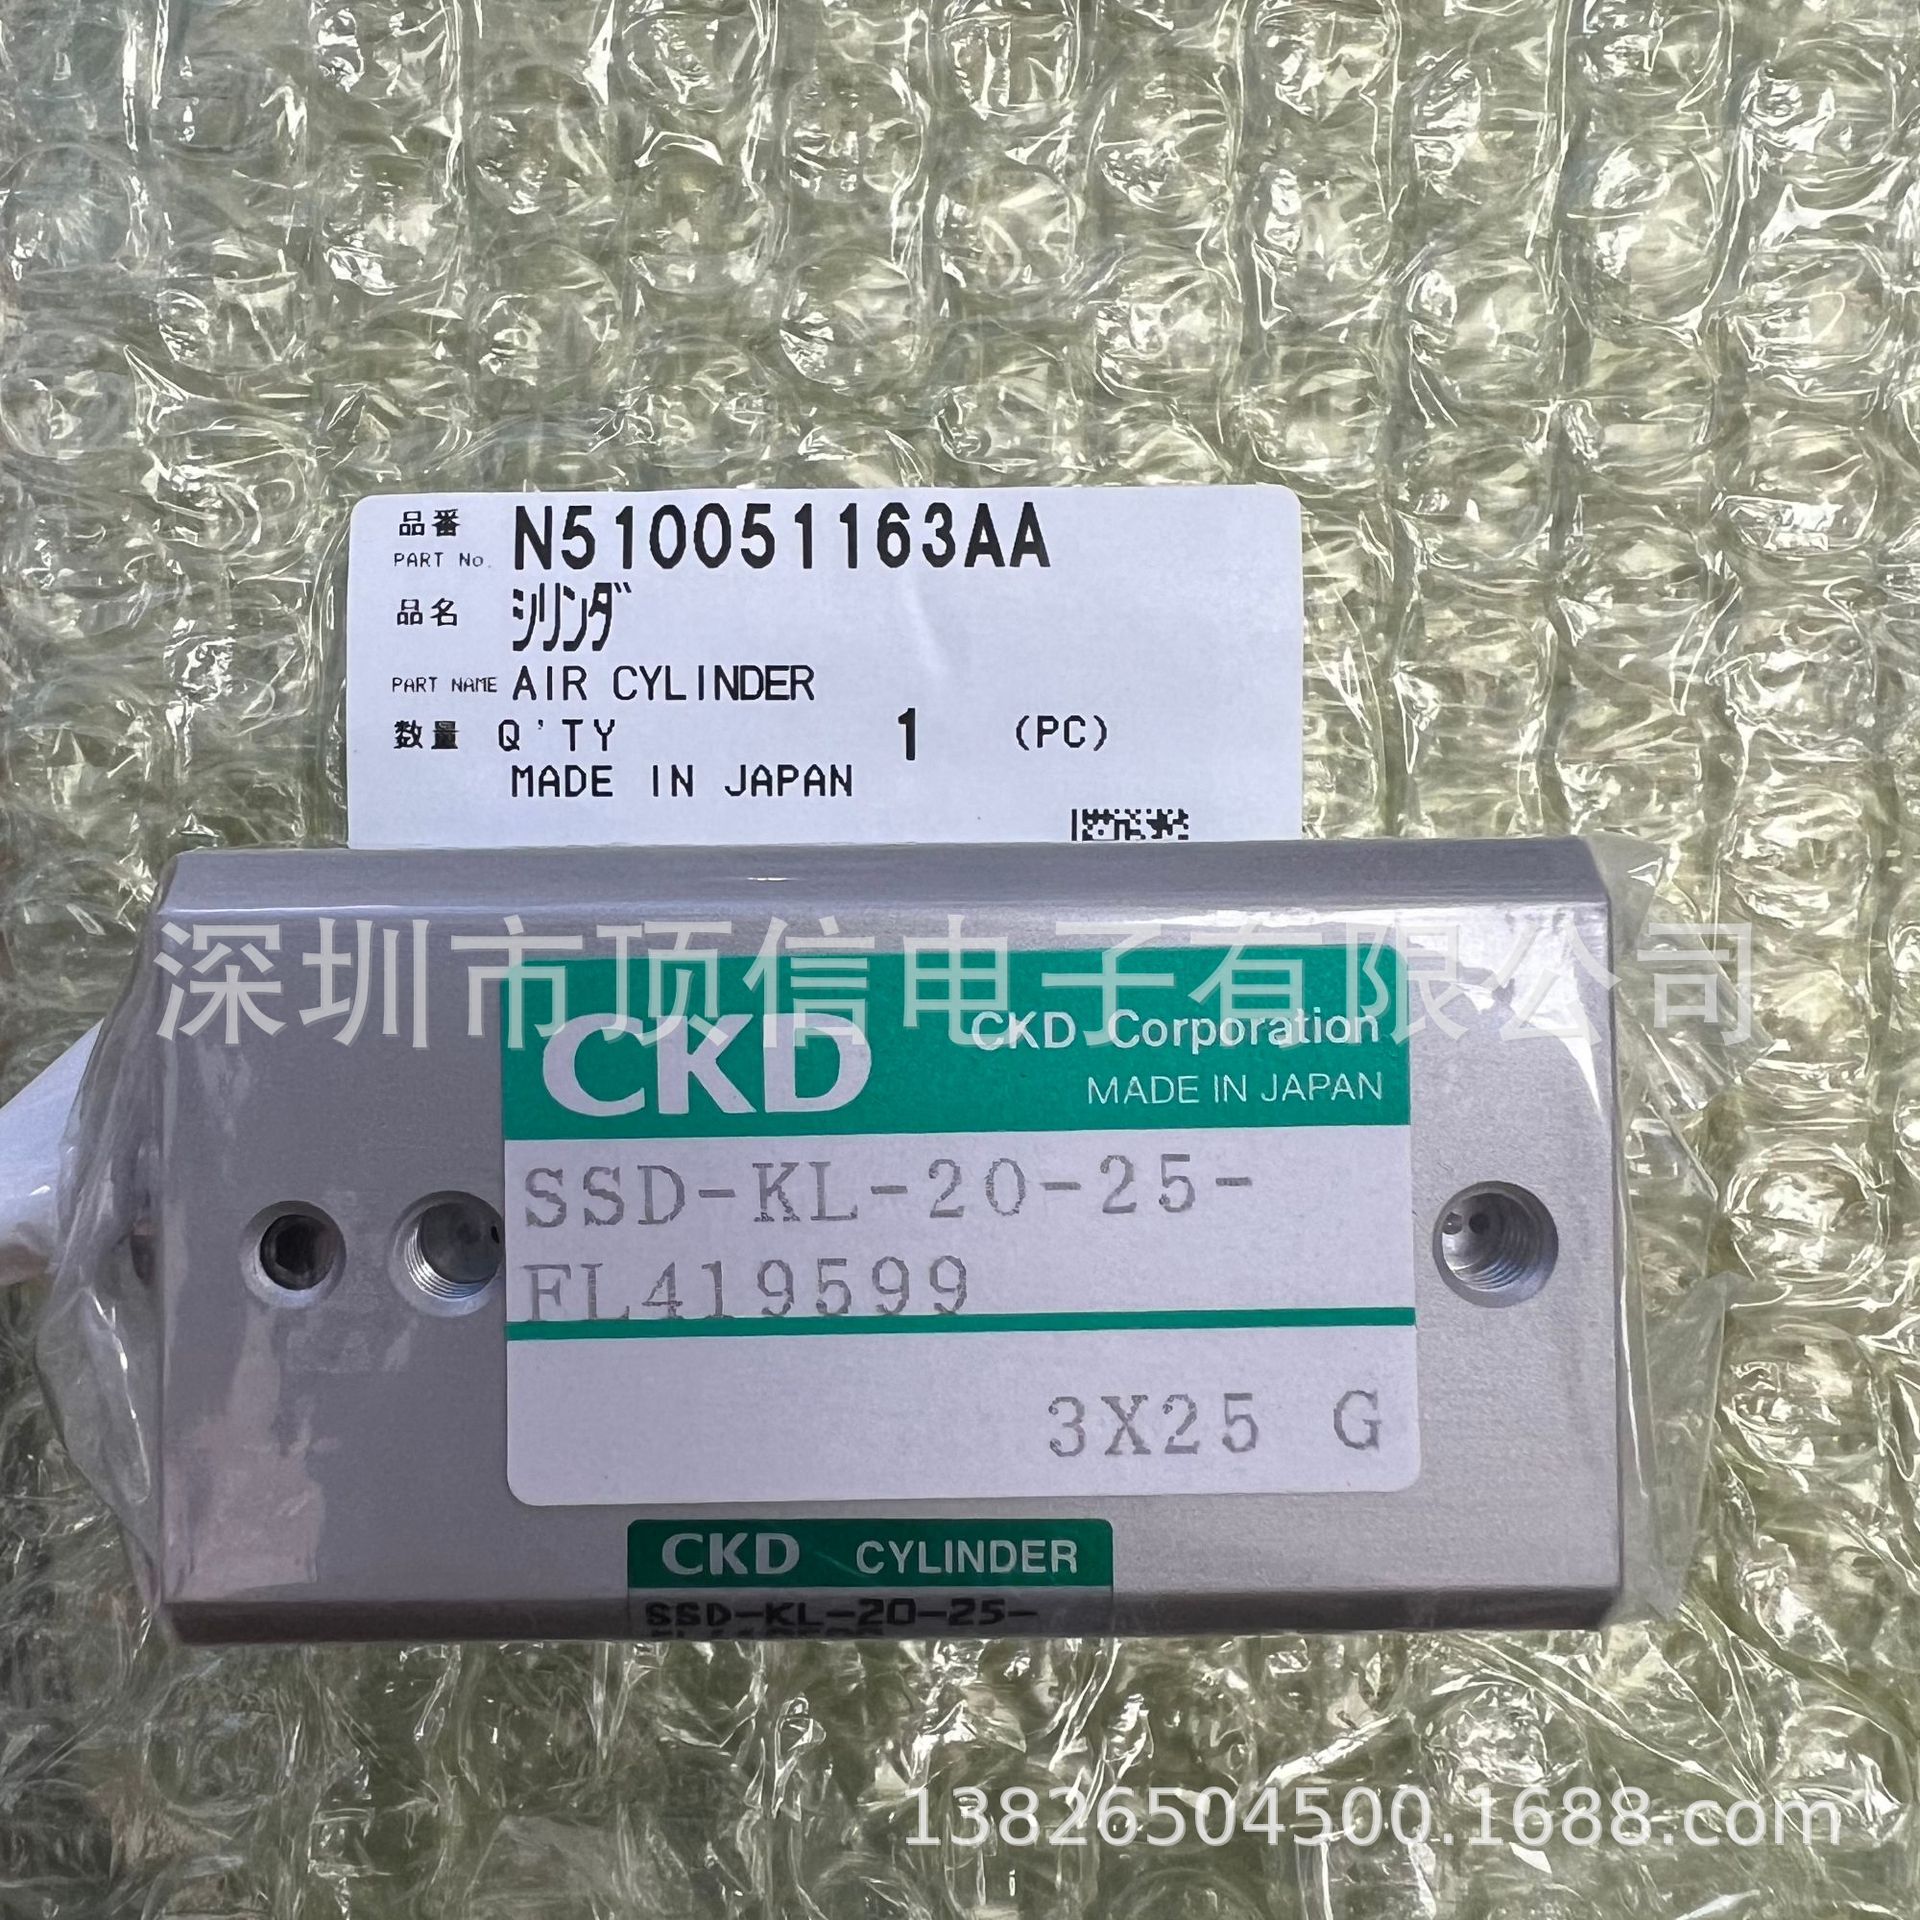 品番
PART No. N510051163AA
品名 シリンダ
PART NAME AIR CYLINDER
数量 Q'TY 1 (PC)
MADE IN JAPAN
深圳市顶信电子有限公司
CKD CKD Corporation
MADE IN JAPAN
SSD-KL-20-25-
FL419599
3X25 G
CKD CYLINDER
SSD-KL-20-25-
13826504500.1688.com